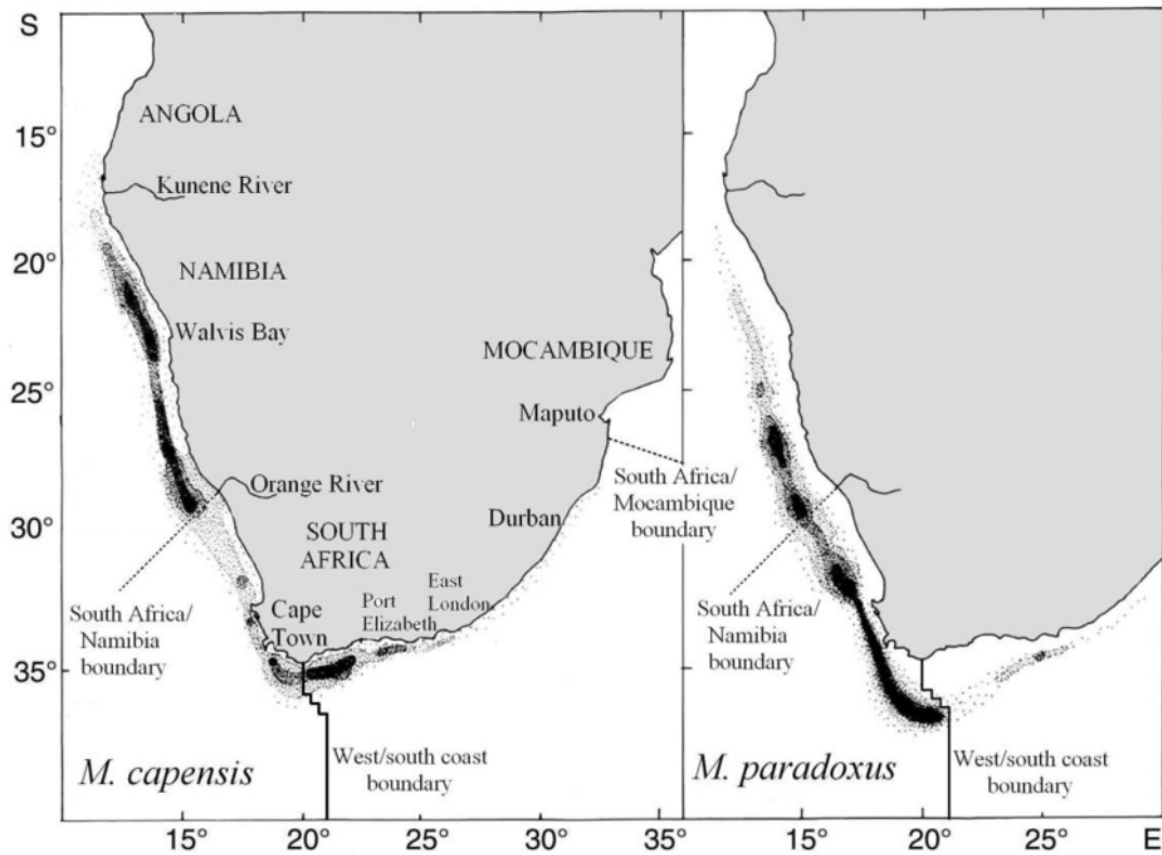 S
15°
20°
25°
30°
35°
ANGOLA
Kunene River
NAMIBIA
Walvis Bay
MOCAMBIQUE
Maputo
Orange River
South Africa/
Mocambique
boundary
Durban
SOUTH
AFRICA
East
London
Port
Elizabeth
Cape
Town
South Africa/
Namibia
boundary
West/south coast
boundary
M. capensis
15°
20°
25°
30°
35°
South Africa/
Namibia
boundary
West/south coast
boundary
M. paradoxus
15°
20°
25°
E